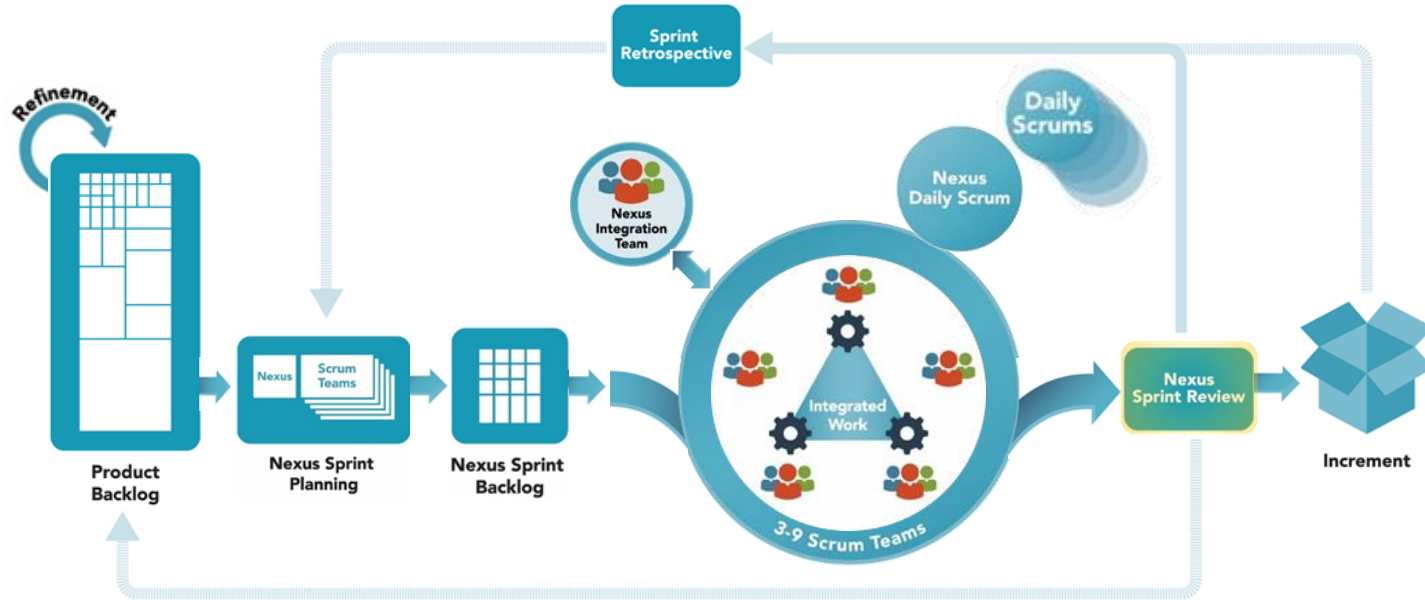 Sprint
Retrospective
Refinement
Daily
Scrums
Nexus
Daily Scrum
Nexus
Integration
Team
Nexus
Scrum
Teams
Integrated
Work
Nexus
Sprint Review
3-9 Scrum Teams
Product
Backlog
Nexus Sprint
Planning
Nexus Sprint
Backlog
Increment